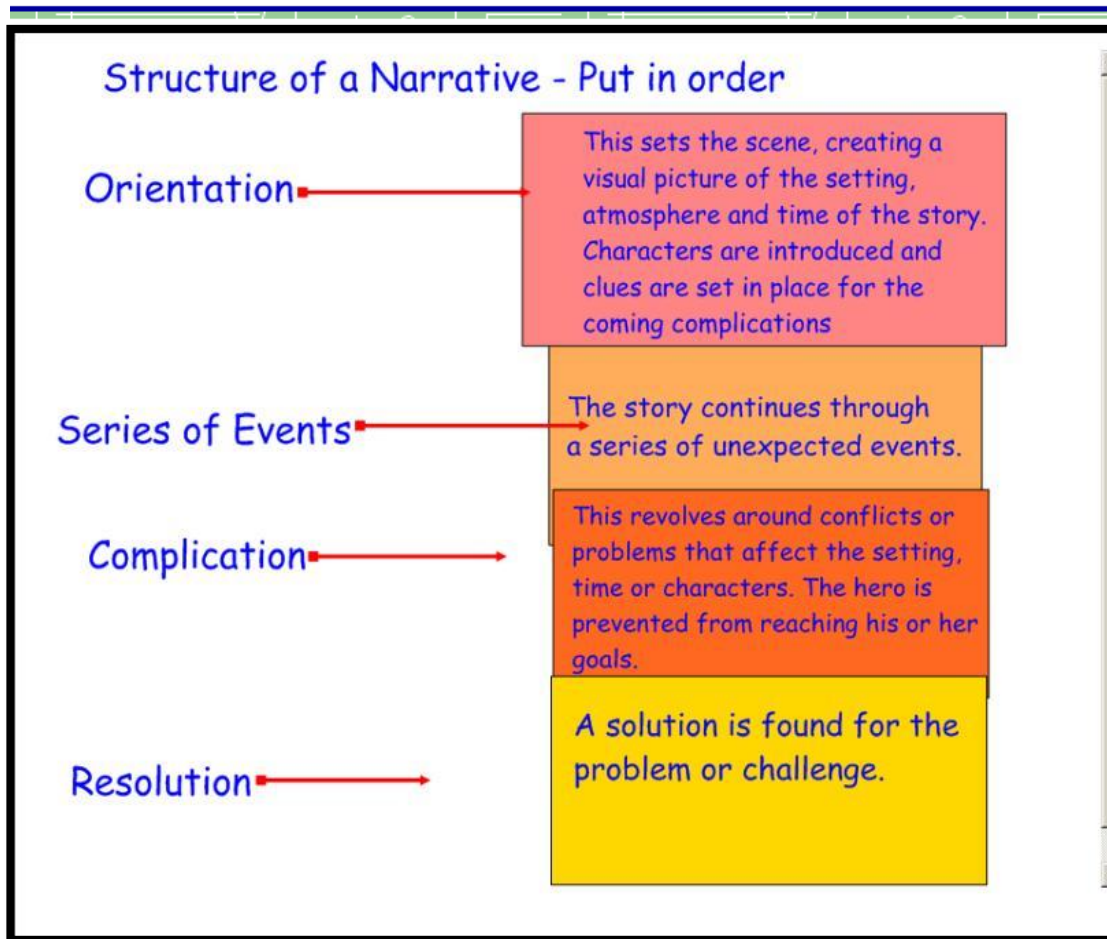 Structure of a Narrative - Put in order
Orientation
This sets the scene, creating a
visual picture of the setting,
atmosphere and time of the story.
Characters are introduced and
clues are set in place for the
coming complications
Series of Events
The story continues through
a series of unexpected events.
Complication
This revolves around conflicts or
problems that affect the setting,
time or characters. The hero is
prevented from reaching his or her
goals.
Resolution
A solution is found for the
problem or challenge.